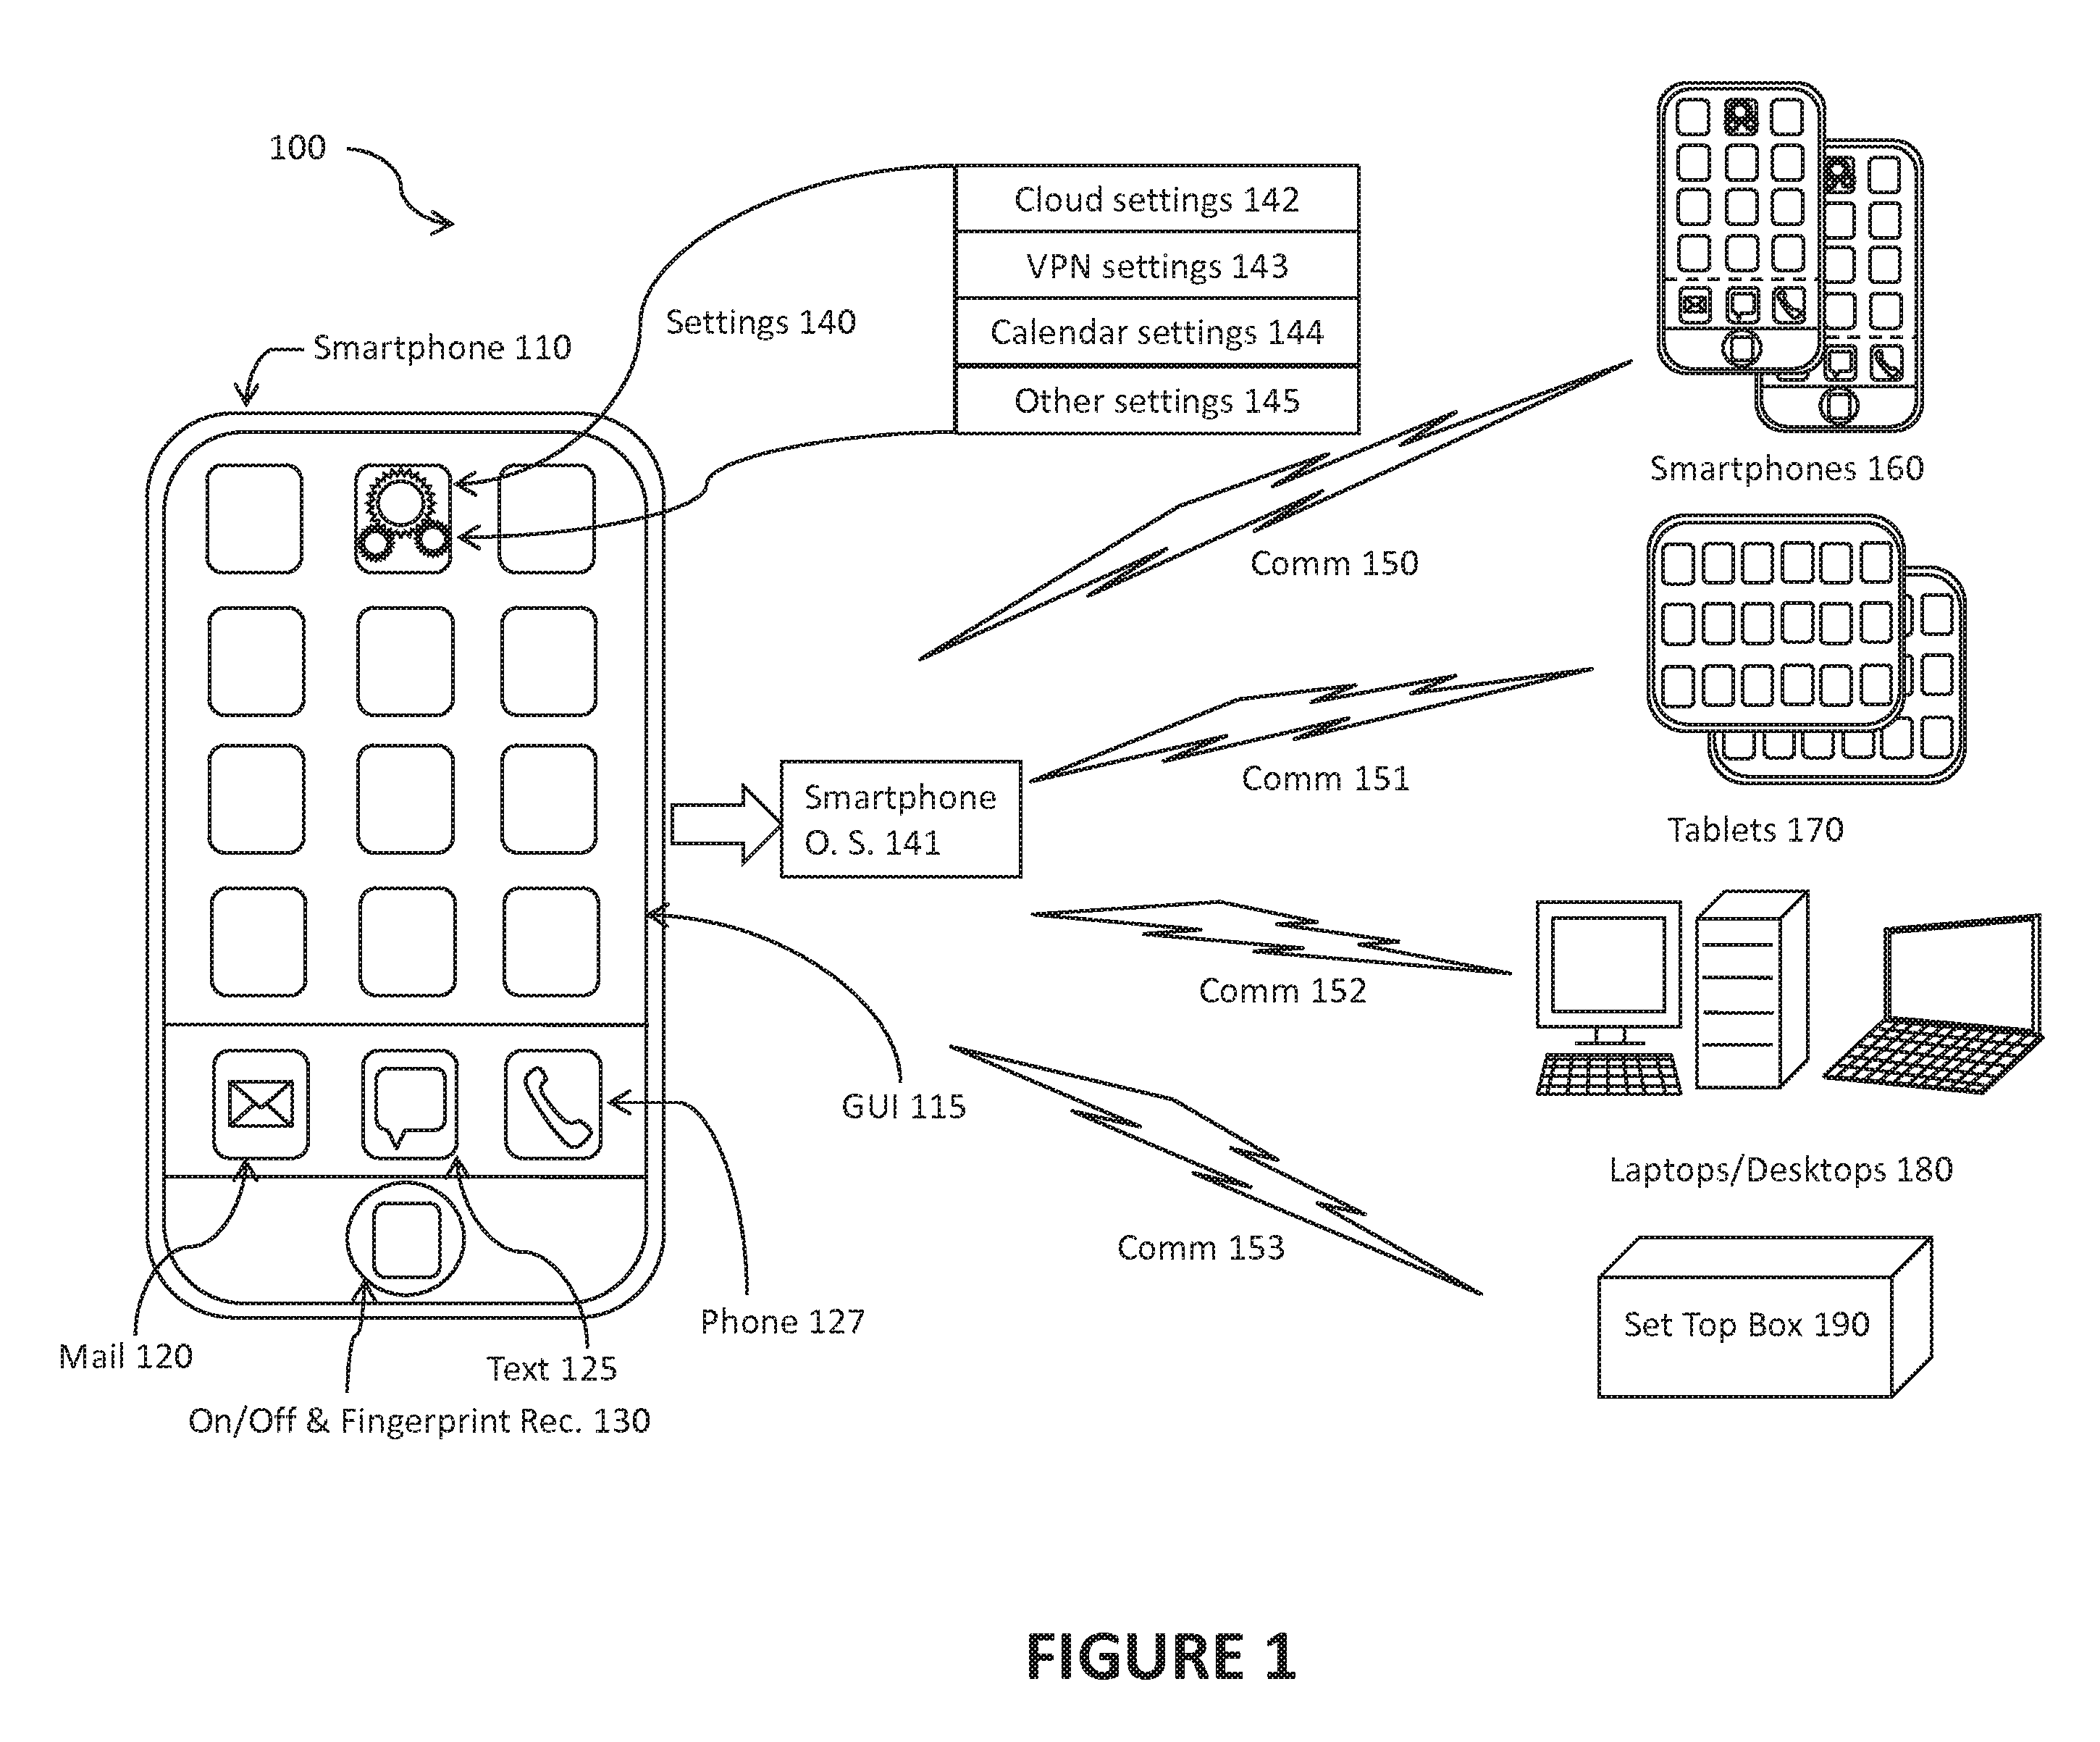 100
Cloud settings 142
VPN settings 143
Settings 140
Calendar settings 144
Smartphone 110
Other settings 145
Smartphones 160
Comm 150
Comm 151
Smartphone
O. S. 141
Tablets 170
Comm 152
GUI 115
Laptops/Desktops 180
Comm 153
Phone 127
Set Top Box 190
Mail 120
Text 125
On/Off & Fingerprint Rec. 130
FIGURE 1